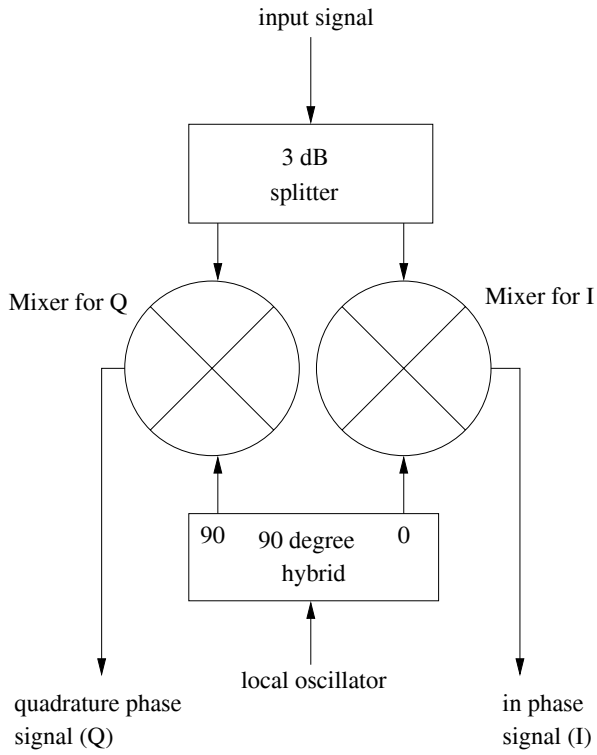 input signal
3 dB
splitter
Mixer for Q
Mixer for I
90
90 degree
0
hybrid
local oscillator
quadrature phase
signal (Q)
in phase
signal (I)